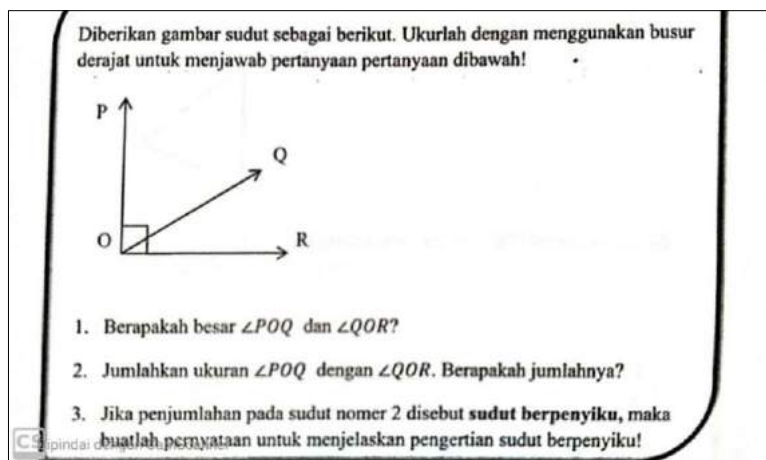 Diberikan gambar sudut sebagai berikut. Ukurlah dengan menggunakan busur
derajat untuk menjawab pertanyaan pertanyaan dibawah!
P
Q
O
R
1. Berapakah besar ∠POQ dan ∠QOR?
2. Jumlahkan ukuran ∠POQ dengan ∠QOR. Berapakah jumlahnya?
3. Jika penjumlahan pada sudut nomer 2 disebut sudut berpenyiku, maka
buatlah pernyataan untuk menjelaskan pengertian sudut berpenyiku!
CS